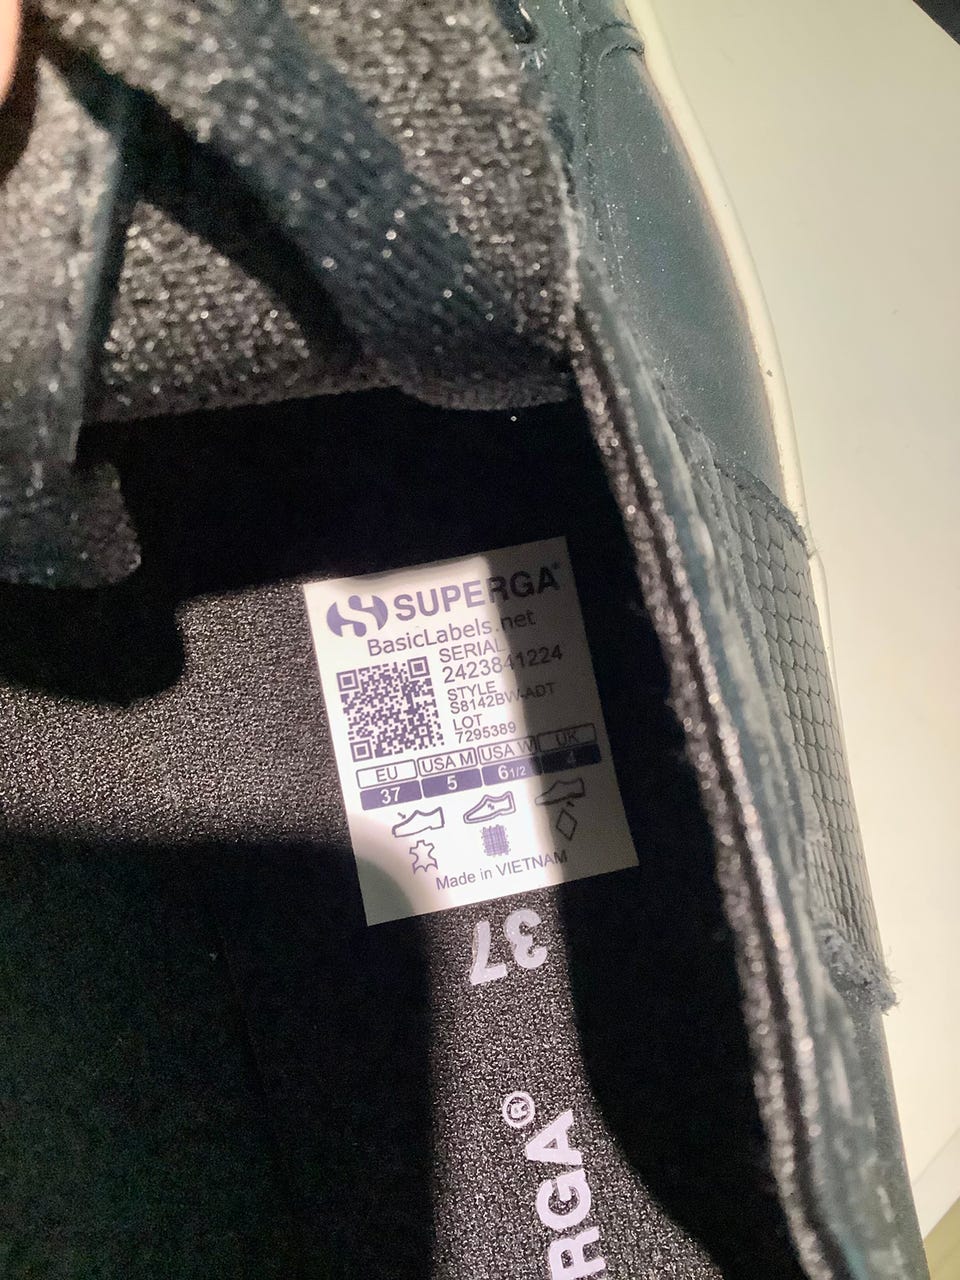 SUPERGA®
BasicLabels.net
SERIAL
2423841224
STYLE
S8142BW-ADT
LOT
7295389
EU USA M USA W UK
37 5 6 1/2 4
Made in VIETNAM
37
RGA®